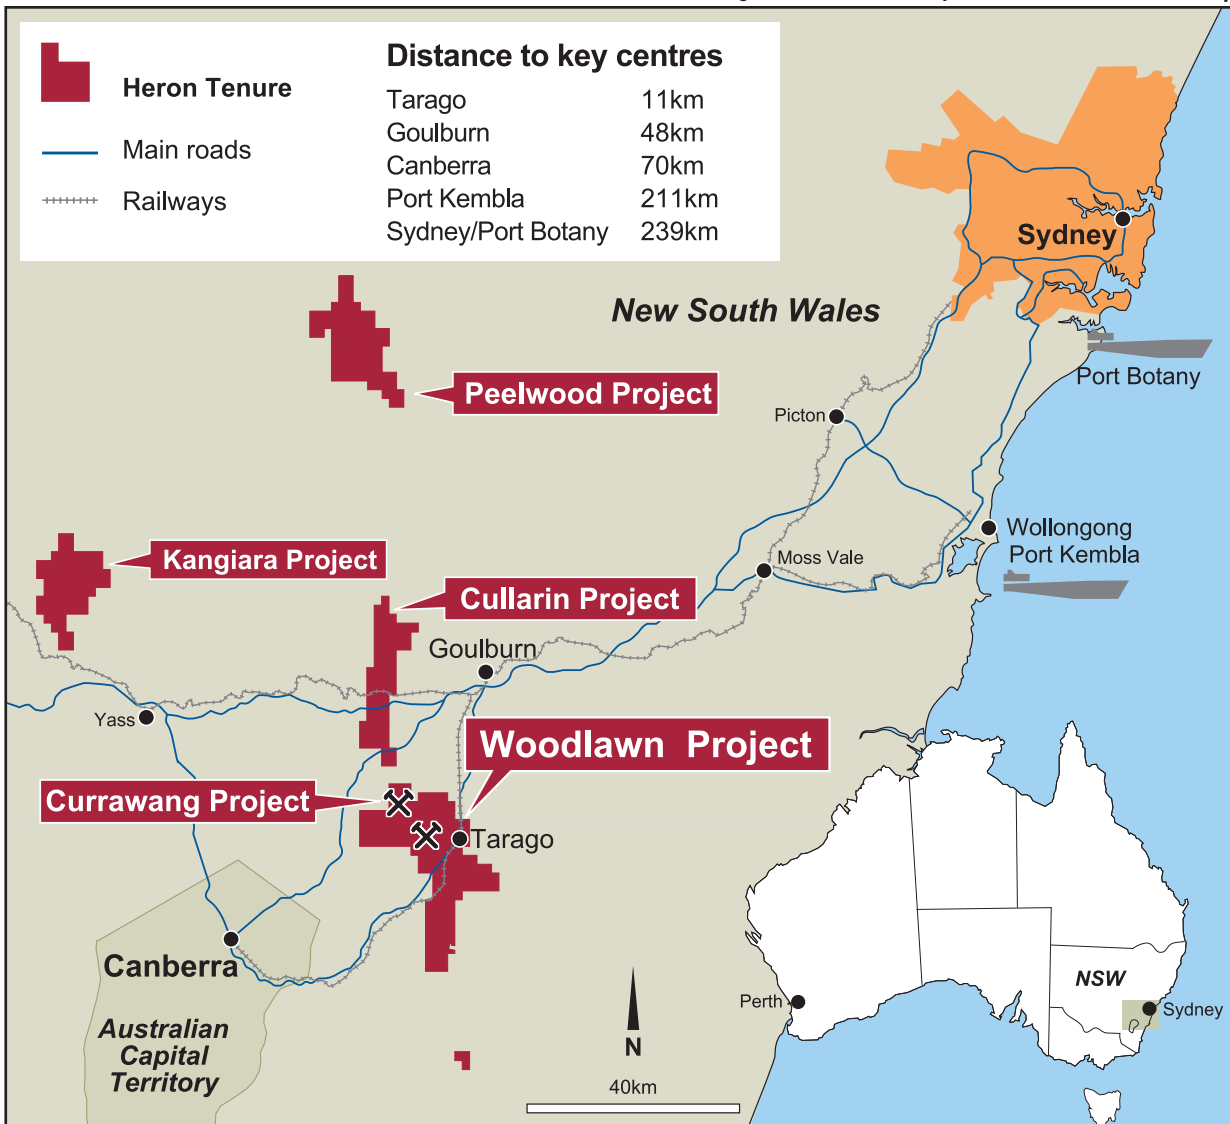 Distance to key centres
Heron Tenure
Main roads
Railways
Tarago 11km
Goulburn 48km
Canberra 70km
Port Kembla 211km
Sydney/Port Botany 239km
Sydney
New South Wales
Port Botany
Peelwood Project
Picton
Wollongong
Port Kembla
Kangiara Project
Moss Vale
Cullarin Project
Goulburn
Yass
Woodlawn Project
Currawang Project
Tarago
Canberra
Australian
Capital
Territory
N
40km
NSW
Perth
Sydney